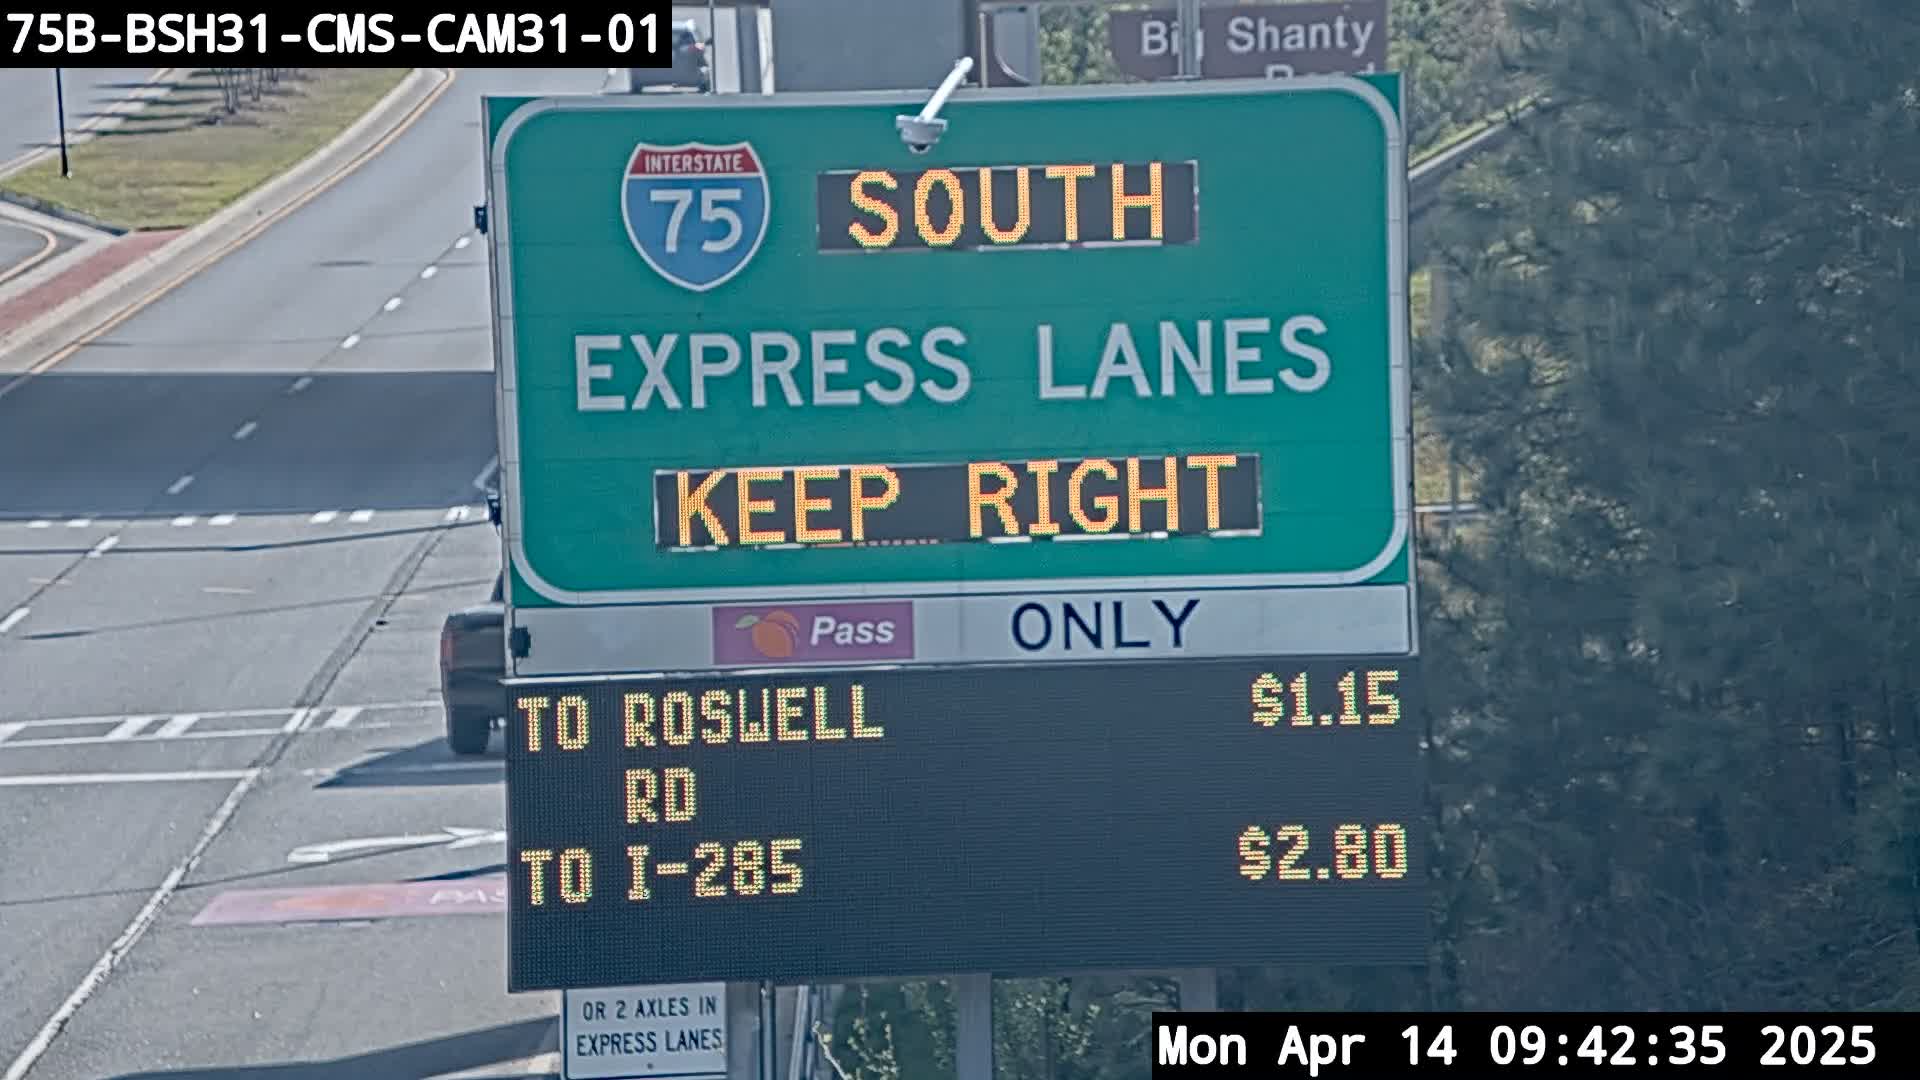 75B-BSH31-CMS-CAM31-01
Big Shanty
Road
INTERSTATE
75
SOUTH
EXPRESS LANES
KEEP RIGHT
Pass ONLY
TO ROSWELL $1.15
RD
TO I-285 $2.80
PAS
OR 2 AXLES IN
EXPRESS LANES
Mon Apr 14 09:42:35 2025